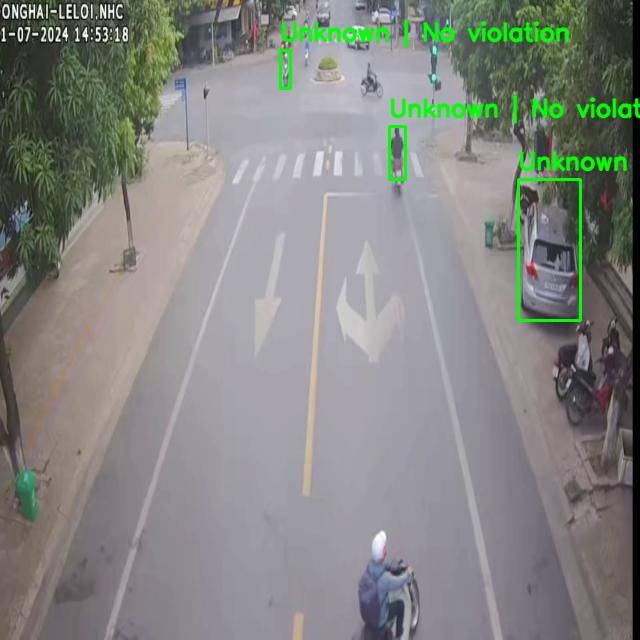 ONGHAI-LELOI.NHC
1-07-2024 14:53:18
Unknown | No violation
Unknown | No violat
Unknown